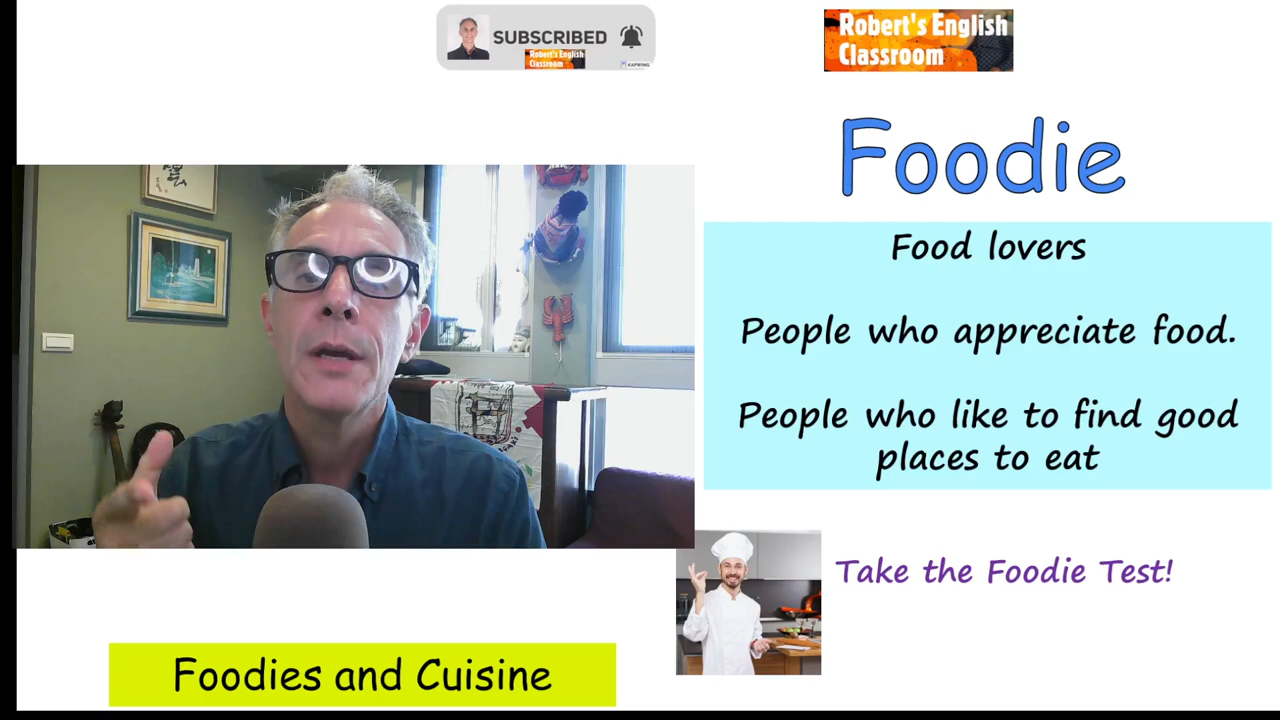 SUBSCRIBED
Robert's English
Classroom
KAPWING
Robert's English
Classroom
Foodie
Food lovers
People who appreciate food.
People who like to find good
places to eat
Take the Foodie Test!
Foodies and Cuisine